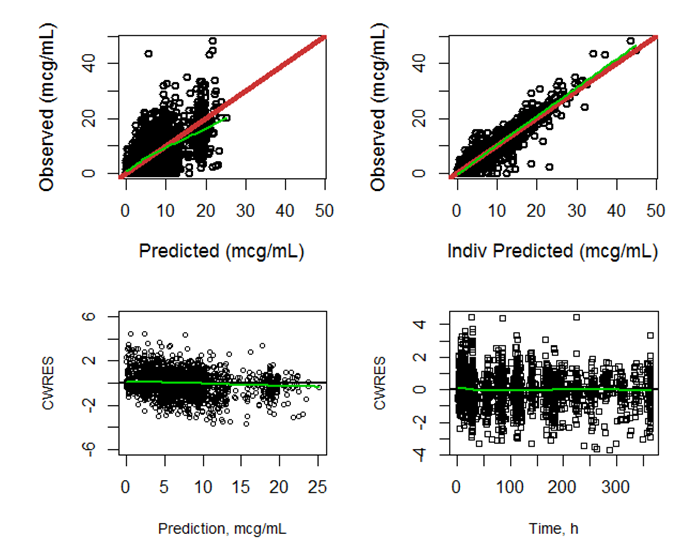 Observed (mcg/mL)
0 20 40
0 10 20 30 40 50
Predicted (mcg/mL)
Observed (mcg/mL)
0 20 40
0 10 20 30 40 50
Indiv Predicted (mcg/mL)
CWRES
-6 -2 2 6
0 5 10 15 20 25
Prediction, mcg/mL
CWRES
-4 -2 0 2 4
0 100 200 300
Time, h